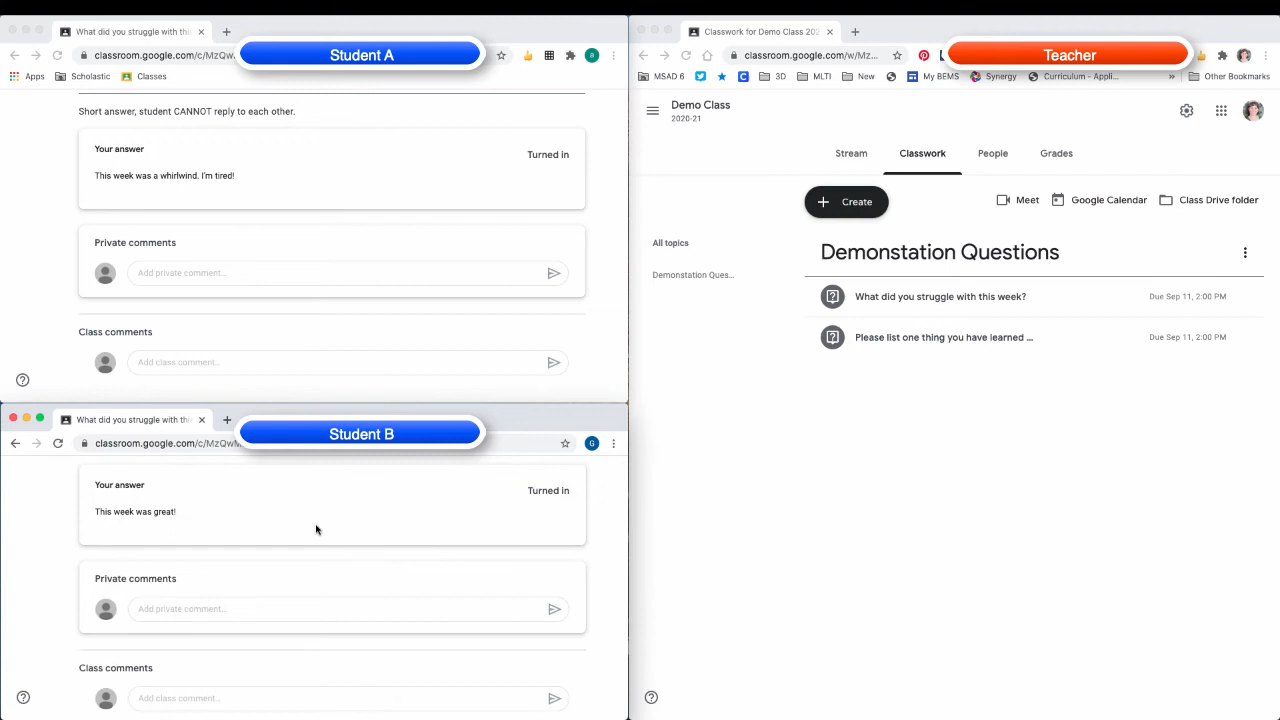 What did you struggle with this
Student A
classroom.google.com/c/MzQw
a
Apps
Scholastic
Classes
Short answer, student CANNOT reply to each other.
Your answer
Turned in
This week was a whirlwind. I'm tired!
Private comments
Add private comment...
Class comments
Add class comment...
What did you struggle with this
Student B
classroom.google.com/c/MzQwM
G
Your answer
Turned in
This week was great!
Private comments
Add private comment...
Class comments
Add class comment...
Classwork for Demo Class 202
Teacher
classroom.google.com/w/Mz...
MSAD 6
3D
MLTI
New
My BEMS
Synergy
Curriculum - Appli...
»
Other Bookmarks
Demo Class
2020-21
Stream
Classwork
People
Grades
+ Create
Meet
Google Calendar
Class Drive folder
All topics
Demonstation Ques...
Demonstation Questions
What did you struggle with this week?
Due Sep 11, 2:00 PM
Please list one thing you have learned ...
Due Sep 11, 2:00 PM